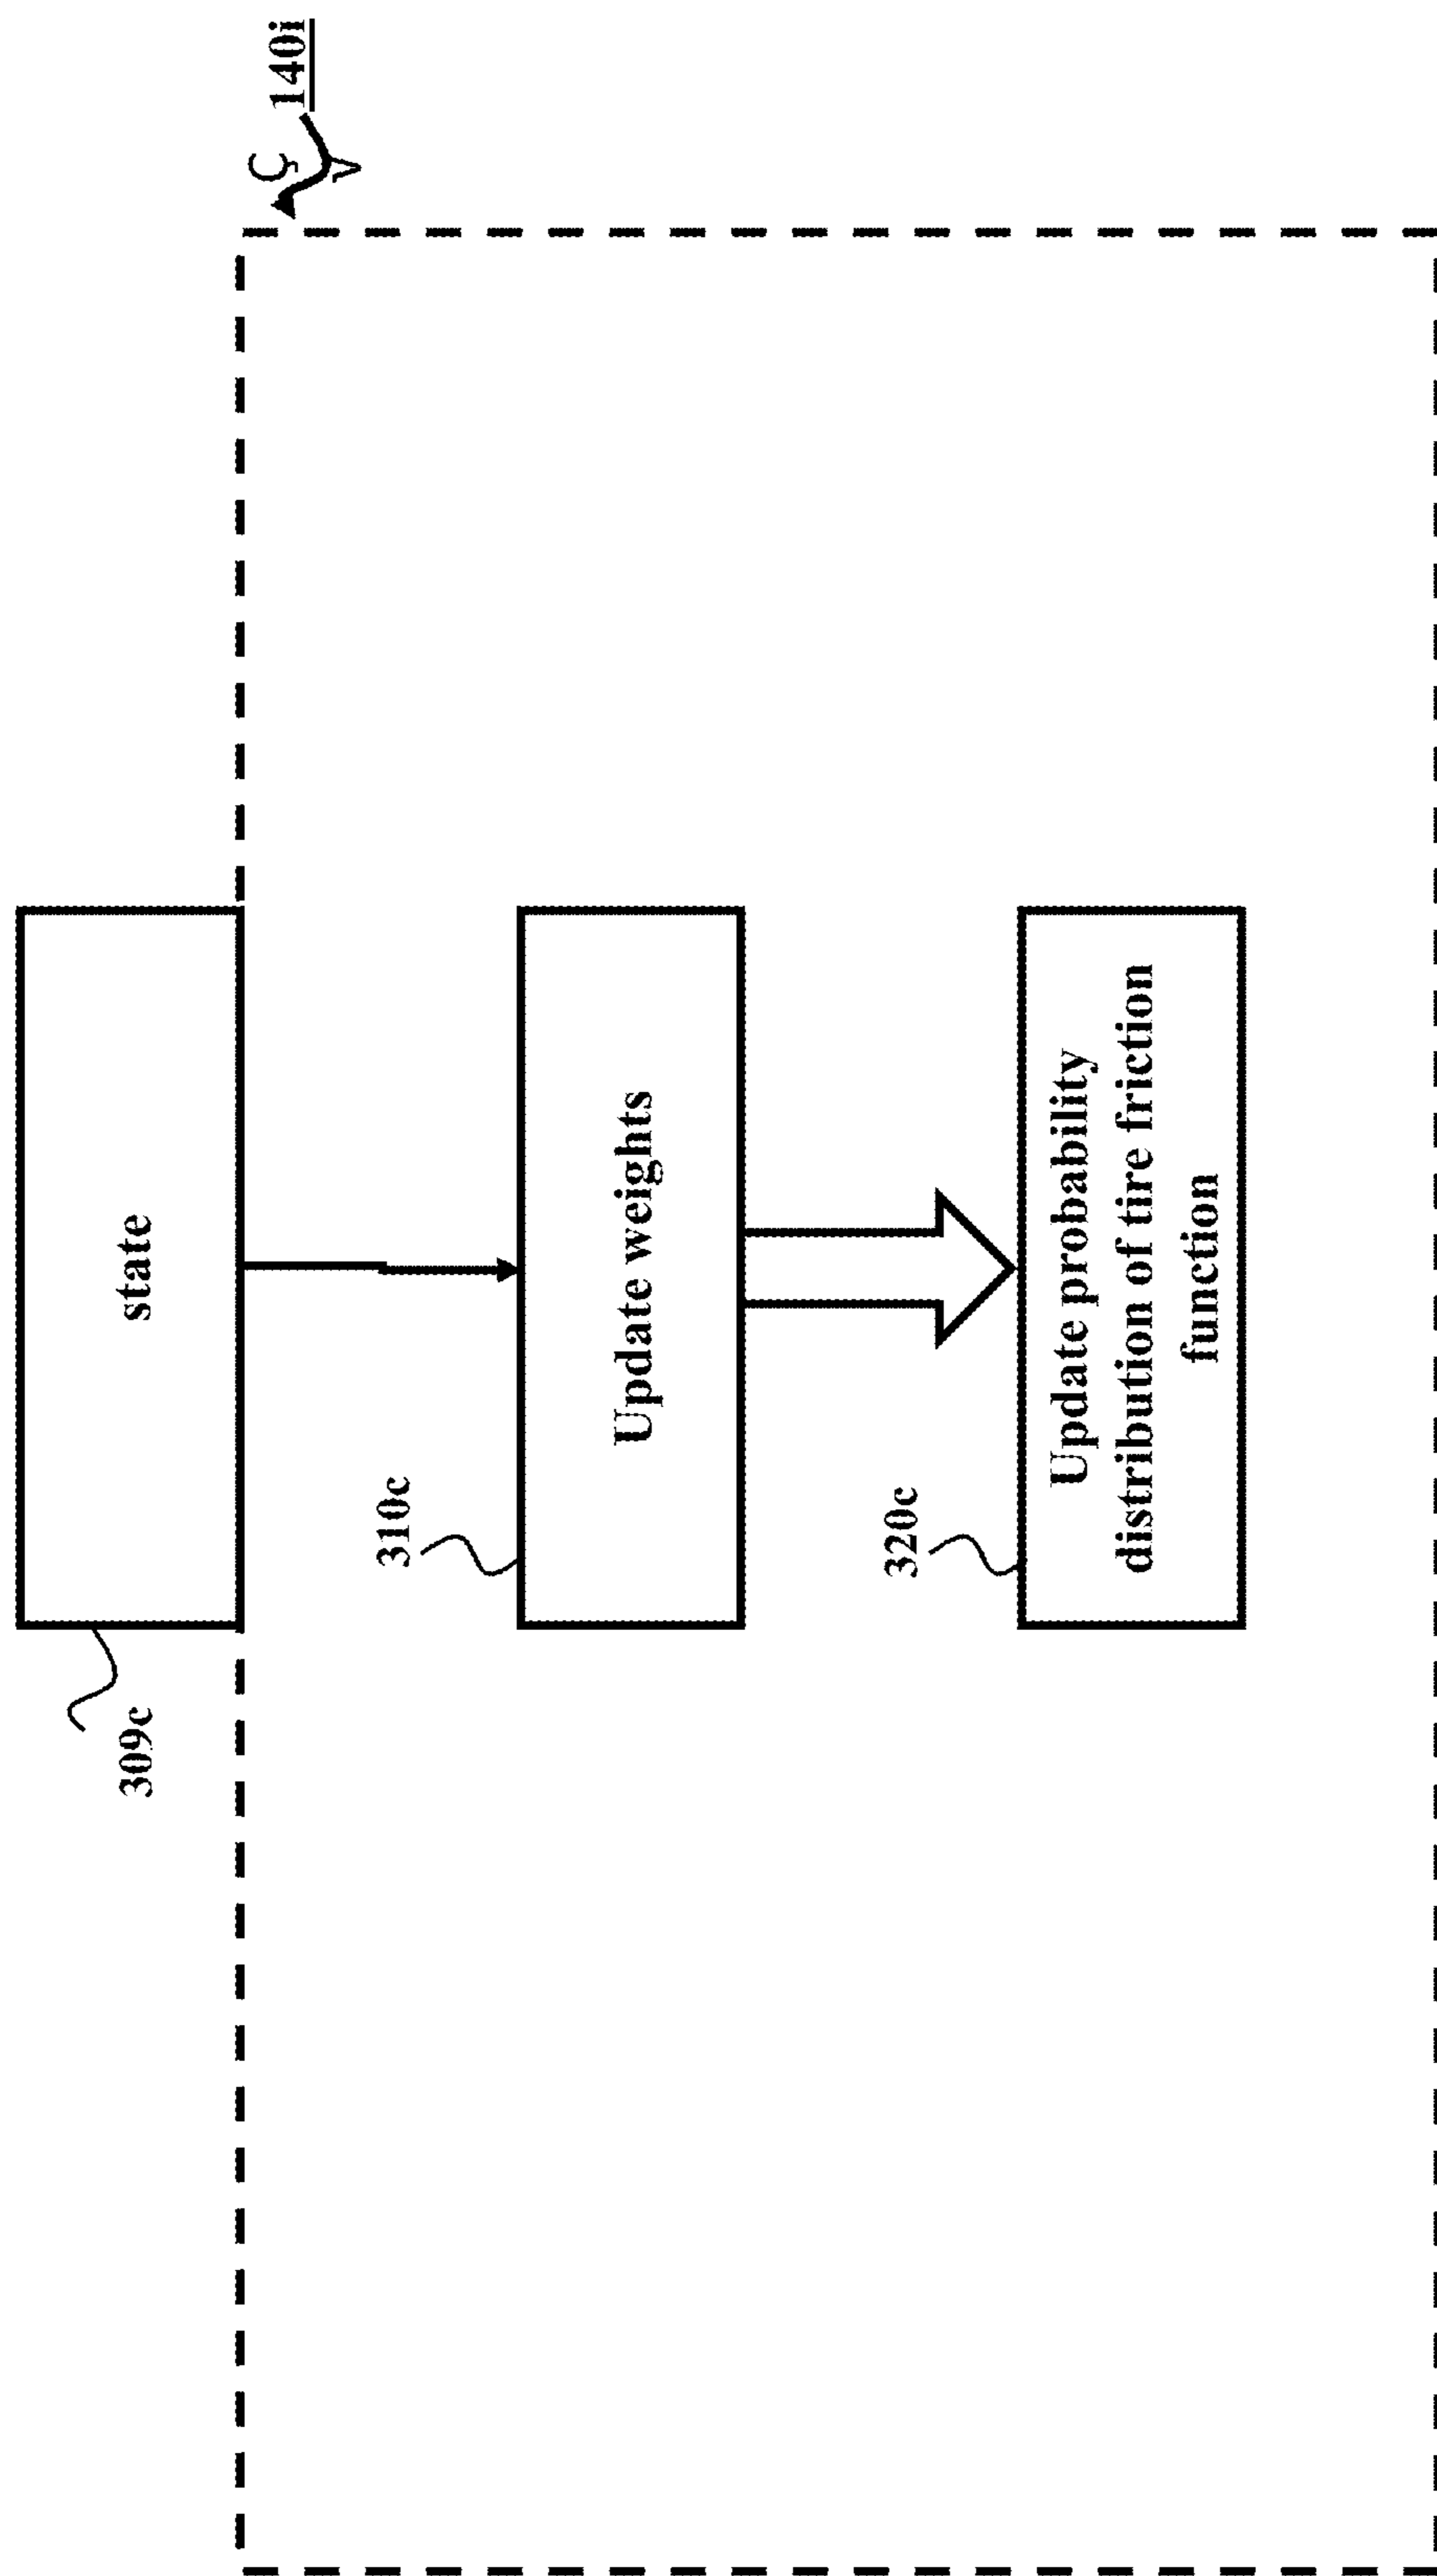 309c
state
140i
310c
Update weights
320c
Update probability
distribution of tire friction
function